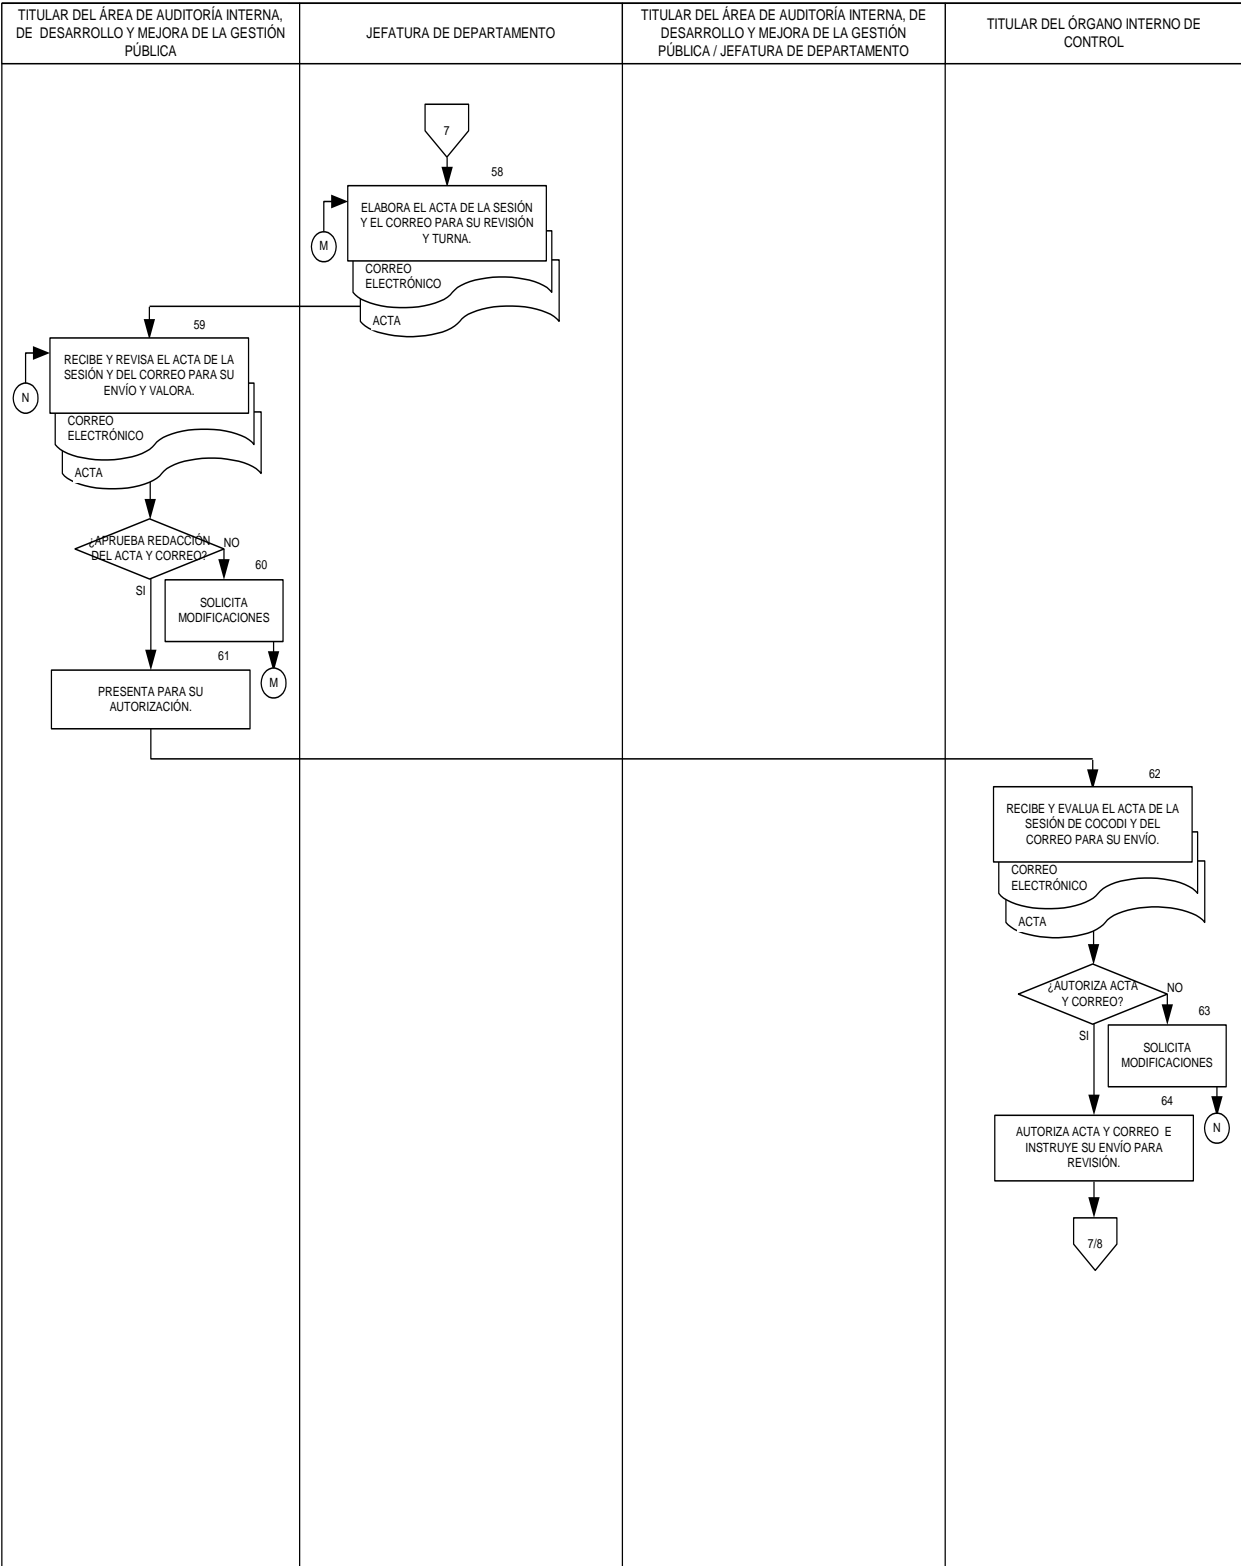 TITULAR DEL ÁREA DE AUDITORÍA INTERNA,
DE DESARROLLO Y MEJORA DE LA GESTIÓN
PÚBLICA
JEFATURA DE DEPARTAMENTO
TITULAR DEL ÁREA DE AUDITORÍA INTERNA, DE
DESARROLLO Y MEJORA DE LA GESTIÓN
PÚBLICA / JEFATURA DE DEPARTAMENTO
TITULAR DEL ÓRGANO INTERNO DE
CONTROL
7
58
ELABORA EL ACTA DE LA SESIÓN
Y EL CORREO PARA SU REVISIÓN
Y TURNA.
M
CORREO
ELECTRÓNICO
ACTA
59
RECIBE Y REVISA EL ACTA DE LA
SESIÓN Y DEL CORREO PARA SU
ENVÍO Y VALORA.
N
CORREO
ELECTRÓNICO
ACTA
¿APRUEBA REDACCIÓN
DEL ACTA Y CORREO?
NO
SI
60
SOLICITA
MODIFICACIONES
M
61
PRESENTA PARA SU
AUTORIZACIÓN.
62
RECIBE Y EVALUA EL ACTA DE LA
SESIÓN DE COCODI Y DEL
CORREO PARA SU ENVÍO.
CORREO
ELECTRÓNICO
ACTA
¿AUTORIZA ACTA
Y CORREO?
NO
SI
63
SOLICITA
MODIFICACIONES
N
64
AUTORIZA ACTA Y CORREO E
INSTRUYE SU ENVÍO PARA
REVISIÓN.
7/8